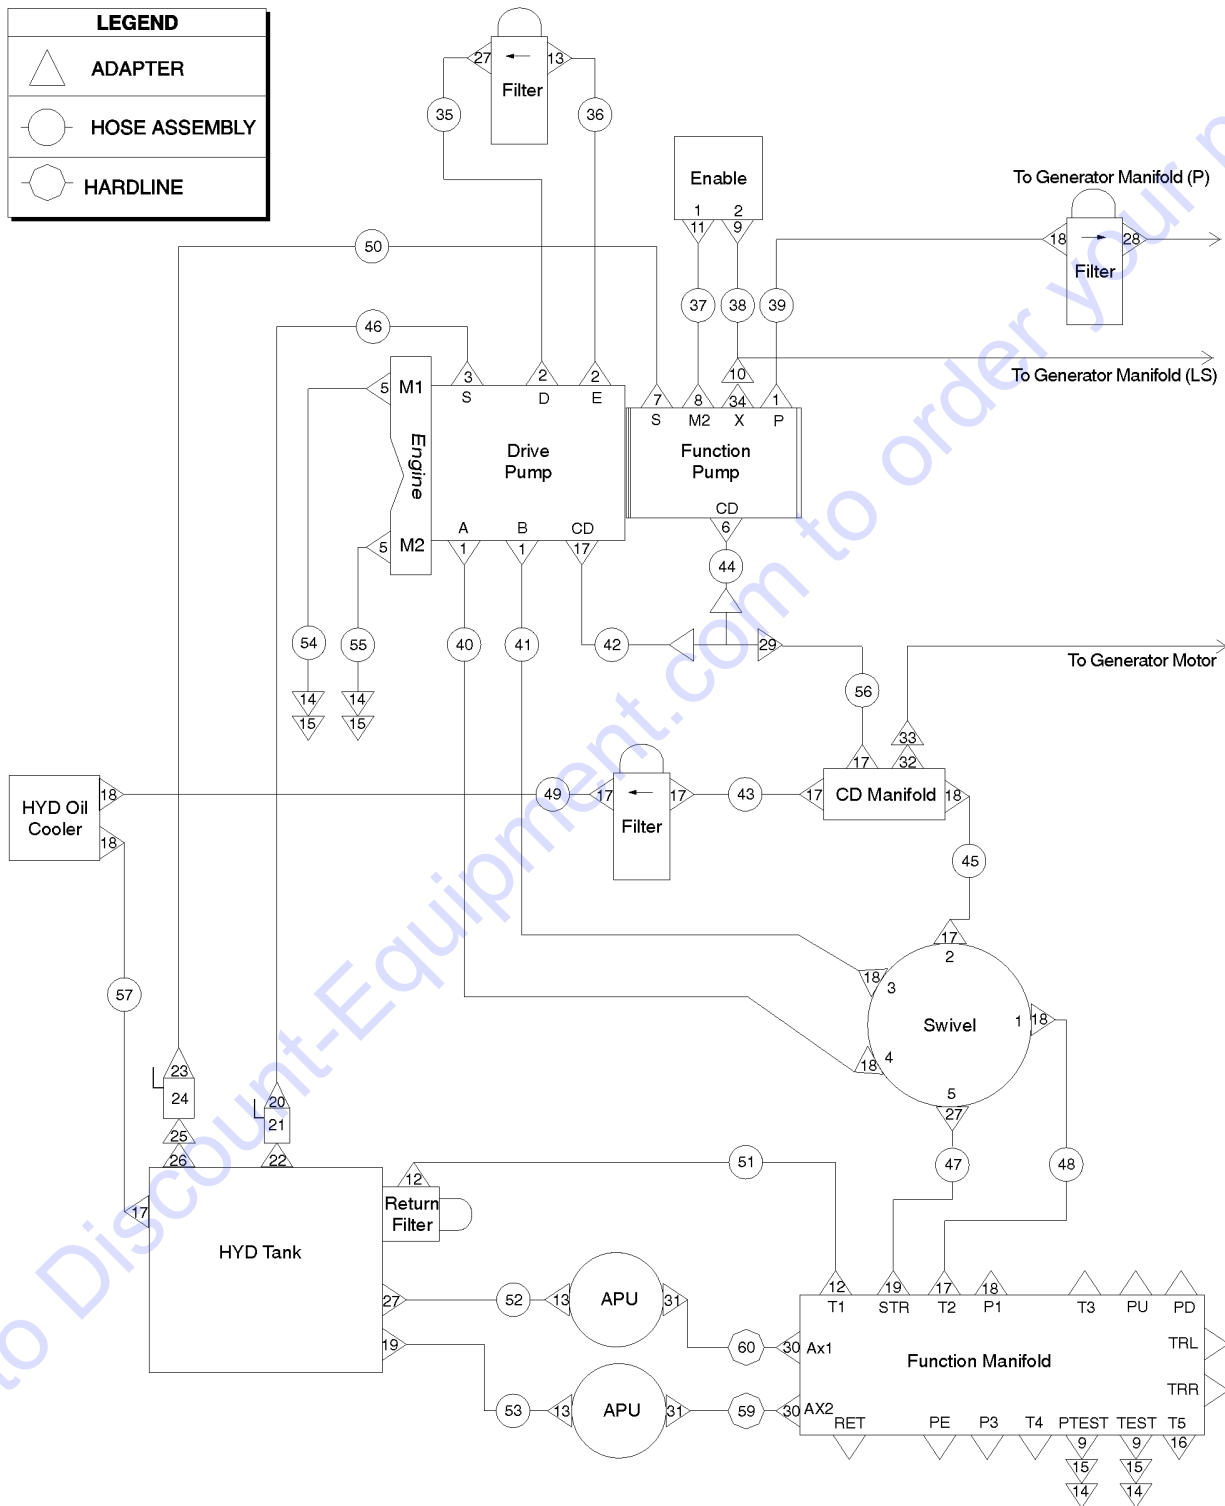 LEGEND
ADAPTER
HOSE ASSEMBLY
HARDLINE
27
13
Filter
35
36
Enable
1 2
11 9
To Generator Manifold (P)
18
28
Filter
50
37
38
39
46
10
To Generator Manifold (LS)
5
M1
3
2
2
7
8
34
1
S
D
E
S
M2
X
P
Engine
Drive
Pump
Function
Pump
CD
A
B
CD
5
M2
1
1
17
6
44
54
55
40
41
42
29
To Generator Motor
56
14
14
15
15
33
17
32
18
HYD Oil
Cooler
18
49
17
17
Filter
43
17
CD Manifold
18
45
17
2
18
3
57
Swivel
1
18
4
18
5
27
23
24
20
21
25
26
22
51
47
48
12
Return
Filter
17
HYD Tank
27
52
13
APU
31
12
19
17
18
T1
STR
T2
P1
T3
PU
PD
19
60
30
Ax1
TRL
Function Manifold
53
13
APU
31
59
30
AX2
TRR
RET
PE
P3
T4
PTEST
TEST
T5
9
9
16
15
15
14
14
to Discount-Equipment.com to order your p